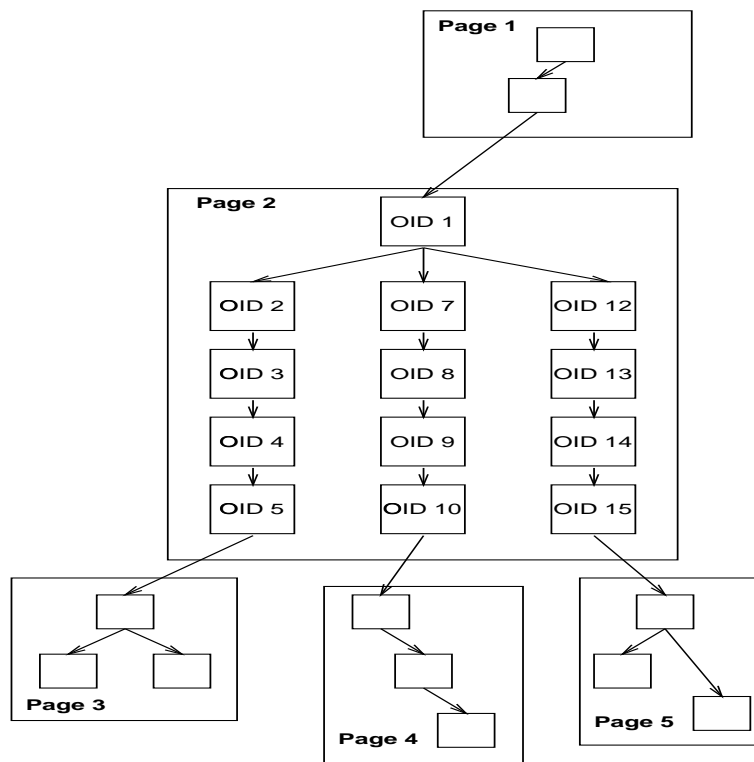 Page 1
Page 2
OID 1
OID 2
OID 7
OID 12
OID 3
OID 8
OID 13
OID 4
OID 9
OID 14
OID 5
OID 10
OID 15
Page 3
Page 4
Page 5